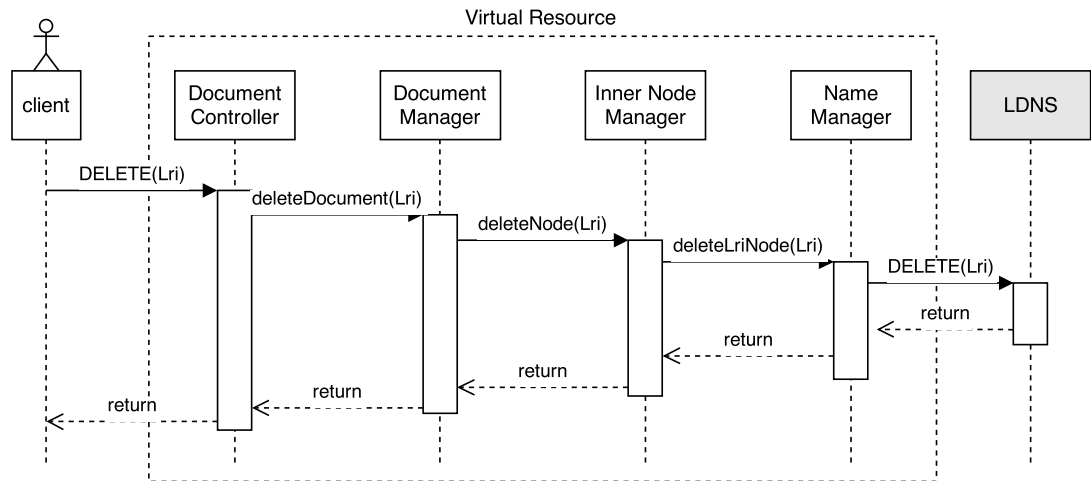 Virtual Resource
client
Document
Controller
Document
Manager
Inner Node
Manager
Name
Manager
LDNS
DELETE(Lri)
deleteDocument(Lri)
deleteNode(Lri)
deleteLriNode(Lri)
DELETE(Lri)
return
return
return
return
return